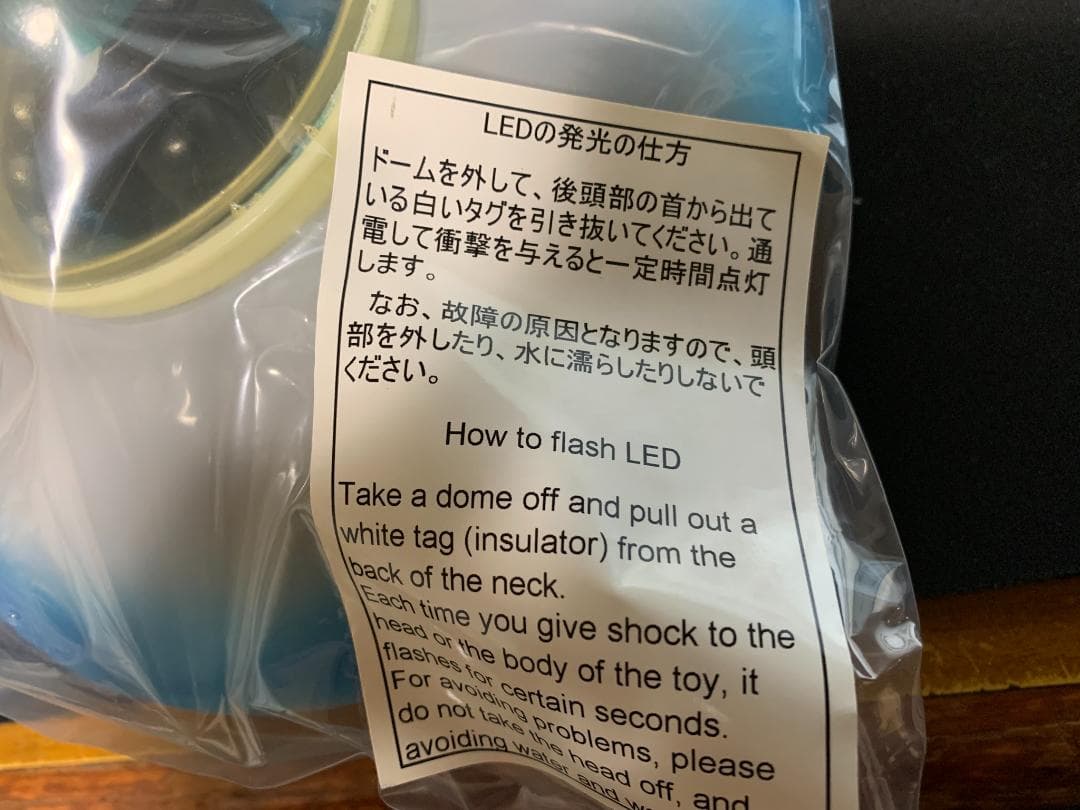 LEDの発光の仕方
ドームを外して、後頭部の首から出て
いる白いタグを引き抜いてください。通
電して衝撃を与えると一定時間点灯
します。
なお、故障の原因となりますので、頭
部を外したり、水に濡らしたりしないで
ください。
How to flash LED
Take a dome off and pull out a
white tag (insulator) from the
back of the neck.
Each time you give shock to the
head or the body of the toy, it
flashes for certain seconds.
For avoiding problems, please
do not take the head off, and
avoiding water and